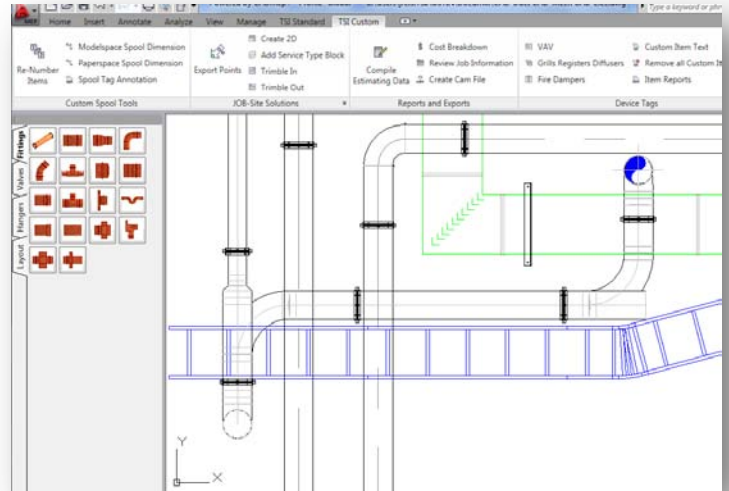 Type a keyword or phr
MEP
Home Insert Annotate Analyze View Manage TSI Standard TSI Custom
Re-Number Items
Modelspace Spool Dimension
Paperspace Spool Dimension
Spool Tag Annotation
Custom Spool Tools
Export Points
Create 2D
Add Service Type Block
Trimble In
Trimble Out
JOB-Site Solutions
Compile Estimating Data
Cost Breakdown
Review Job Information
Create Cam File
Reports and Exports
VAV
Grills Registers Diffusers
Fire Dampers
Custom Item Text
Remove all Custom It
Item Reports
Device Tags
Fittings
Valves
Hangers
Layout
Y
X